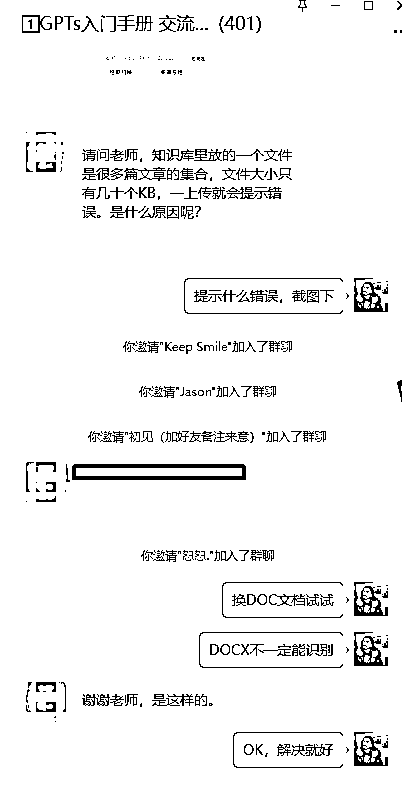 1GPTs入门手册 交流... (401)
请问老师，知识库里放的一个文件
是很多篇文章的集合，文件大小只
有几十个KB，一上传就会提示错
误。是什么原因呢？
提示什么错误，截图下
你邀请"Keep Smile"加入了群聊
你邀请"Jason"加入了群聊
你邀请"初见（加好友备注来意）"加入了群聊
你邀请"恕恕."加入了群聊
换DOC文档试试
DOCX不一定能识别
谢谢老师，是这样的。
OK，解决就好